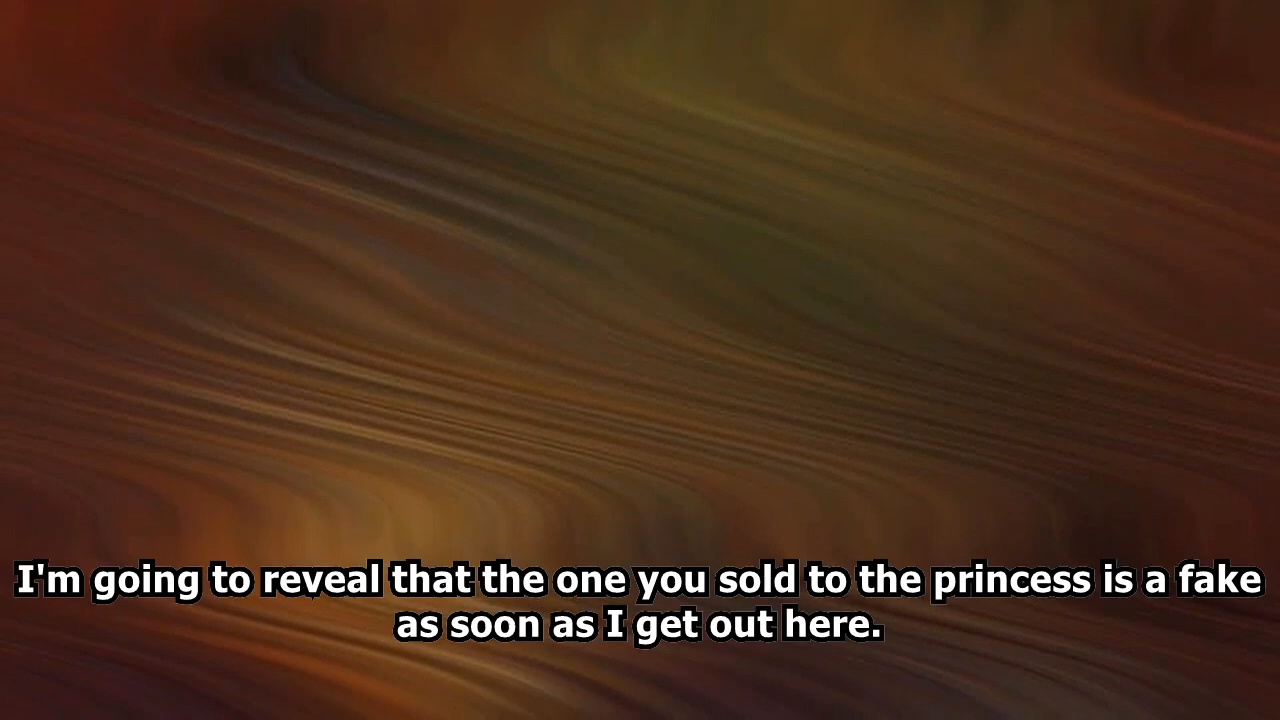 I'm going to reveal that the one you sold to the princess is a fake
as soon as I get out here.